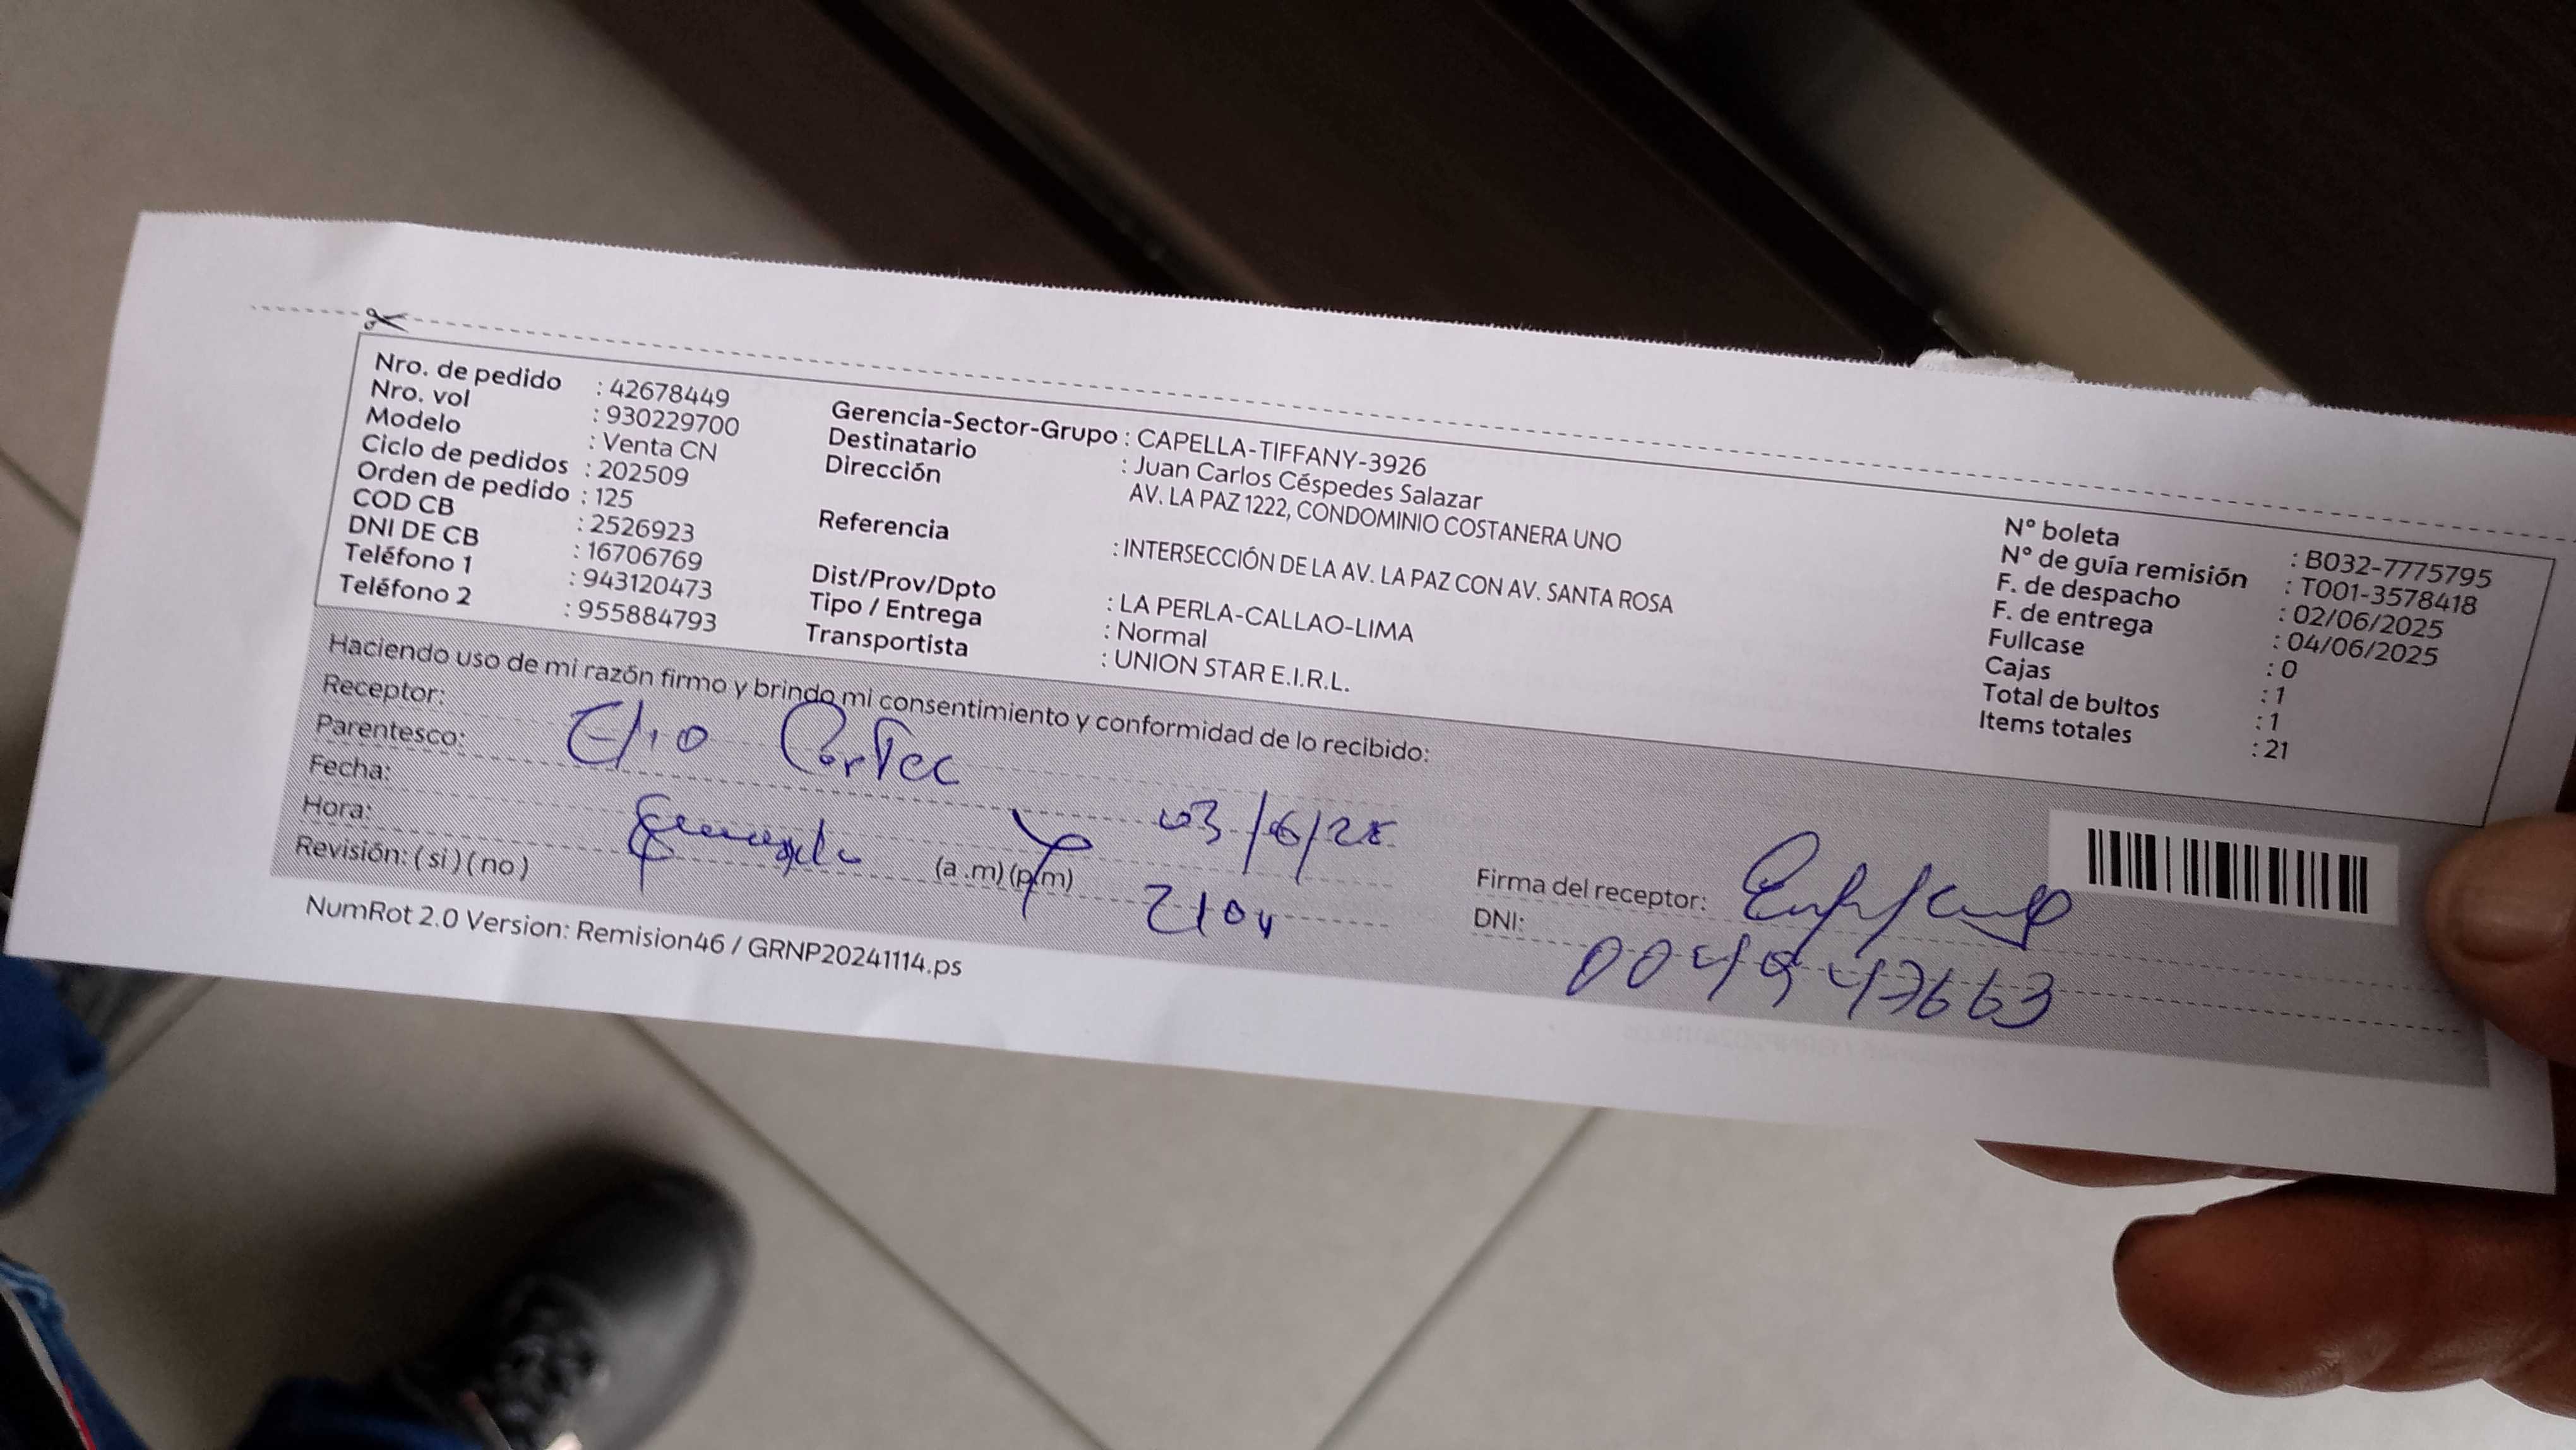 Nro. de pedido : 42678449
Nro. vol : 930229700
Modelo : Venta CN
Ciclo de pedidos : 202509
Orden de pedido : 125
COD CB : 2526923
DNI DE CB : 16706769
Teléfono 1 : 943120473
Teléfono 2 : 955884793
Gerencia-Sector-Grupo : CAPELLA-TIFFANY-3926
Destinatario : Juan Carlos Céspedes Salazar
Dirección AV. LA PAZ 1222, CONDOMINIO COSTANERA UNO
Referencia : INTERSECCIÓN DE LA AV. LA PAZ CON AV. SANTA ROSA
Dist/Prov/Dpto : LA PERLA-CALLAO-LIMA
Tipo / Entrega : Normal
Transportista : UNION STAR E.I.R.L.
N° boleta : B032-7775795
N° de guía remisión : T001-3578418
F. de despacho : 02/06/2025
F. de entrega : 04/06/2025
Fullcase : 0
Cajas : 1
Total de bultos : 1
Items totales : 21
Haciendo uso de mi razón firmo y brindo mi consentimiento y conformidad de lo recibido:
Receptor: Elio
Parentesco:
Fecha: 03/6/25
Hora: (a .m) (p.m)
Revisión: ( si ) ( no )
Firma del receptor:
DNI: 004947663
NumRot 2.0 Version: Remision46 / GRNP20241114.ps